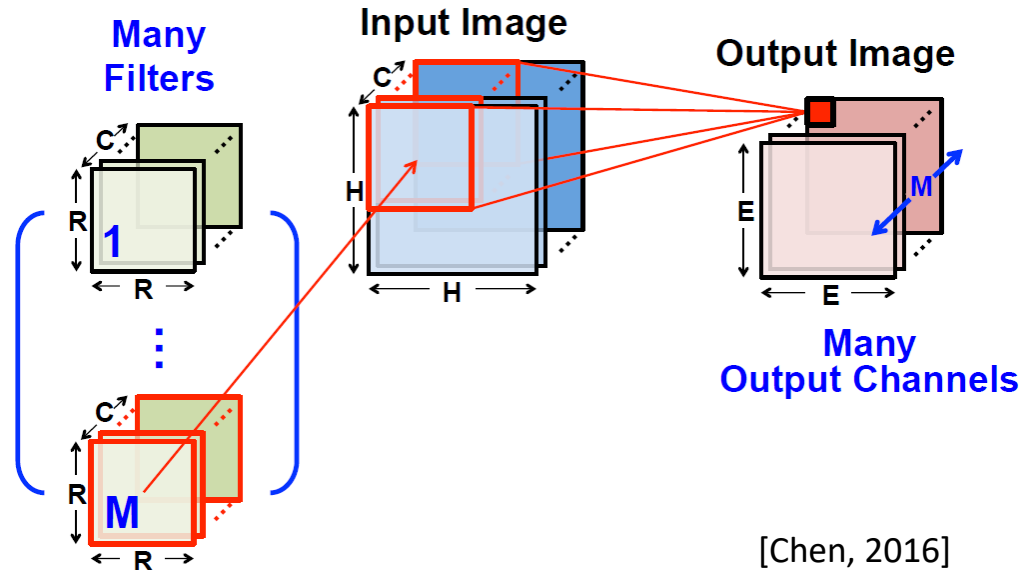 Many
Filters
C
R
1
R
⋮
C
R
M
R
Input Image
C
H
H
Output Image
M
E
E
Many
Output Channels
[Chen, 2016]